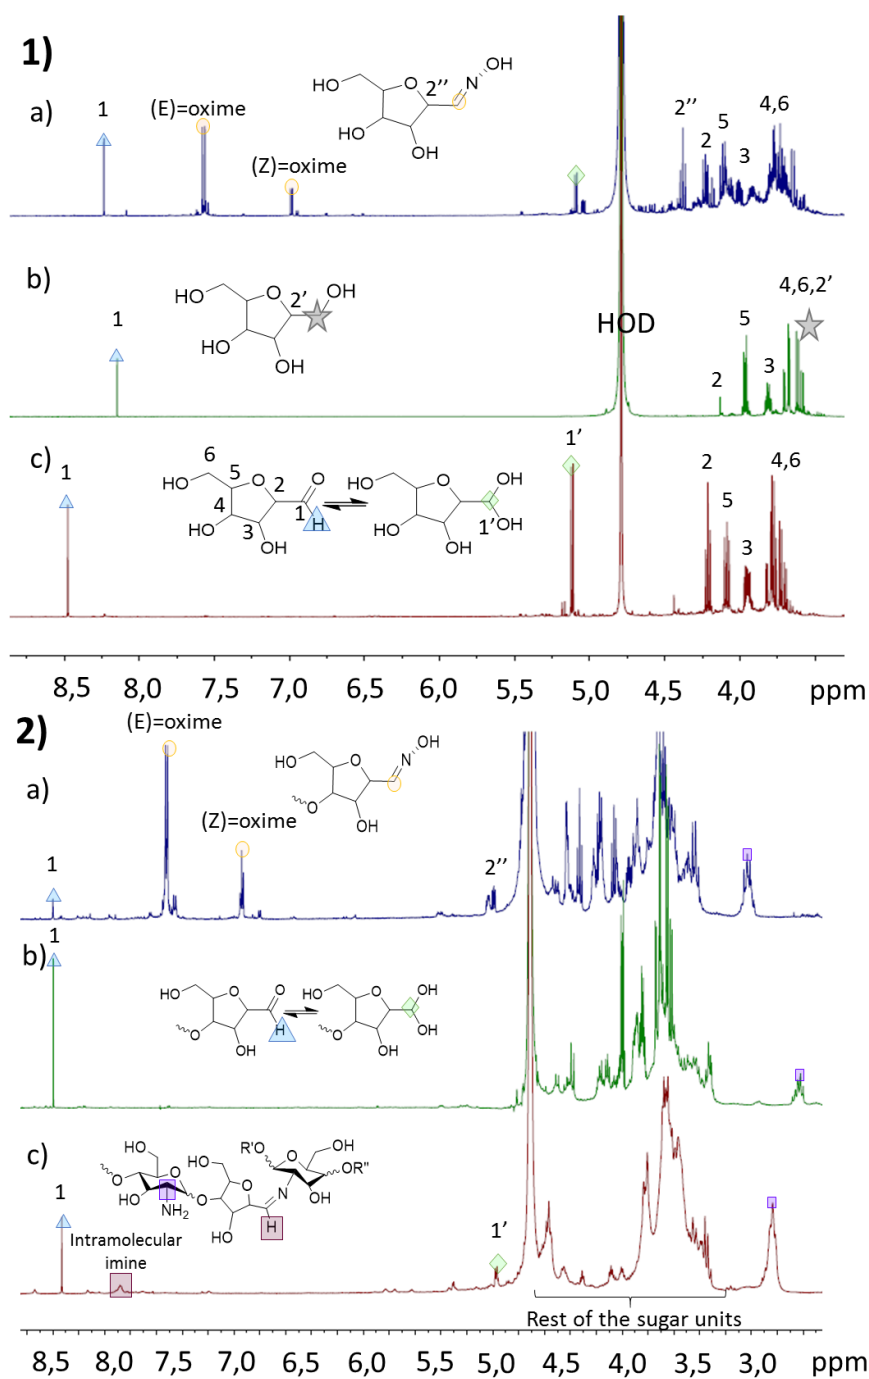 1)
a)
1
(E)=oxime
(Z)=oxime
HO
O
2’’
N
OH
HO
OH
2’’
2
5
3
4,6
b)
1
HO
O
2’
OH
HO
OH
HOD
2
5
3
4,6,2’
c)
1
6
HO
5
O
2
O
4
3
1
H
HO
OH
HO
O
OH
1’
OH
HO
OH
1’
2
5
3
4,6
8,5 8,0 7,5 7,0 6,5 6,0 5,5 5,0 4,5 4,0 ppm
2)
(E)=oxime
a)
1
(Z)=oxime
HO
O
N
OH
O
OH
2’’
b)
1
HO
O
O
H
O
OH
HO
O
OH
OH
O
OH
c)
1
HO
O
O
HO
NH2
HO
O
O
HO
H
N
R'O
O
OH
OR"
OH
Intramolecular
imine
1’
Rest of the sugar units
8,5 8,0 7,5 7,0 6,5 6,0 5,5 5,0 4,5 4,0 3,5 3,0 ppm